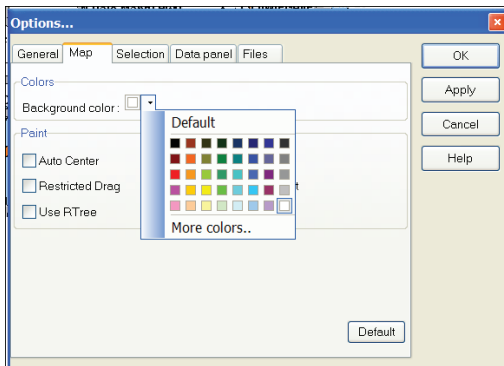 Options...
General Map Selection Data panel Files
OK
Apply
Cancel
Help
Colors
Background color :
Default
Paint
Auto Center
Restricted Drag
Use RTree
More colors..
Default